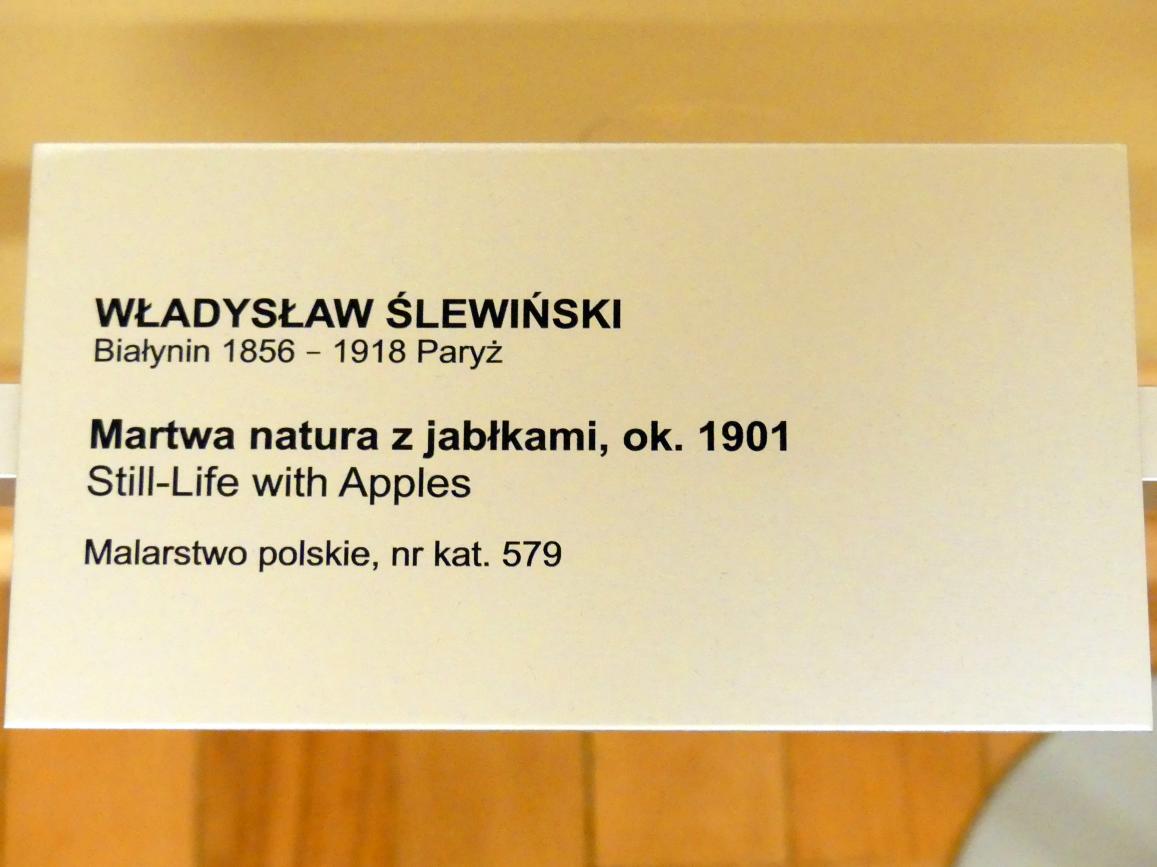 WŁADYSŁAW ŚLEWIŃSKI
Białynin 1856 – 1918 Paryż
Martwa natura z jabłkami, ok. 1901
Still-Life with Apples
Malarstwo polskie, nr kat. 579